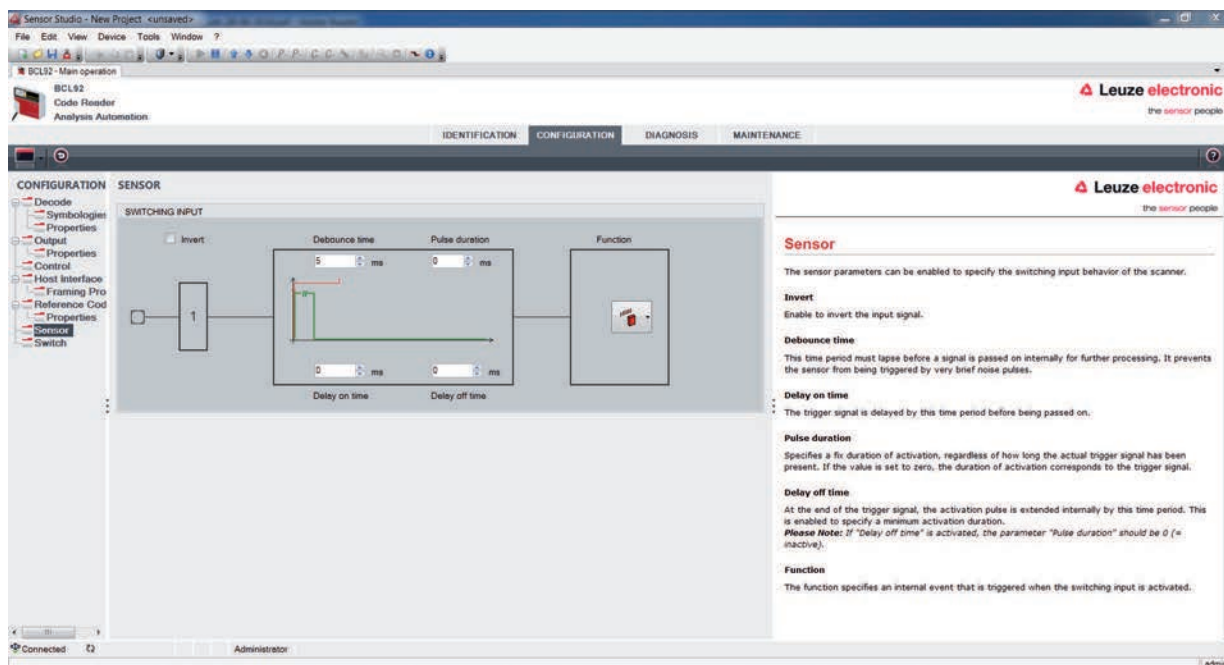 Sensor Studio - New Project <unsaved>
File Edit View Device Tools Window ?
BCL92 - Main operation
BCL92
Code Reader
Analysis Automation
Leuze electronic
the sensor people
IDENTIFICATION CONFIGURATION DIAGNOSIS MAINTENANCE
CONFIGURATION
Decode
Symbologies
Properties
Output
Properties
Control
Host Interface
Framing Pro
Reference Cod
Properties
Sensor
Switch
SENSOR
SWITCHING INPUT
Invert
Debounce time Pulse duration Function
5 ms 0 ms
1
0 ms 0 ms
Delay on time Delay off time
Leuze electronic
the sensor people
Sensor
The sensor parameters can be enabled to specify the switching input behavior of the scanner.
Invert
Enable to invert the input signal.
Debounce time
This time period must lapse before a signal is passed on internally for further processing. It prevents
the sensor from being triggered by very brief noise pulses.
Delay on time
The trigger signal is delayed by this time period before being passed on.
Pulse duration
Specifies a fix duration of activation, regardless of how long the actual trigger signal has been
present. If the value is set to zero, the duration of activation corresponds to the trigger signal.
Delay off time
At the end of the trigger signal, the activation pulse is extended internally by this time period. This
is enabled to specify a minimum activation duration.
Please Note: If "Delay off time" is activated, the parameter "Pulse duration" should be 0 (=
inactive).
Function
The function specifies an internal event that is triggered when the switching input is activated.
Connected Administrator